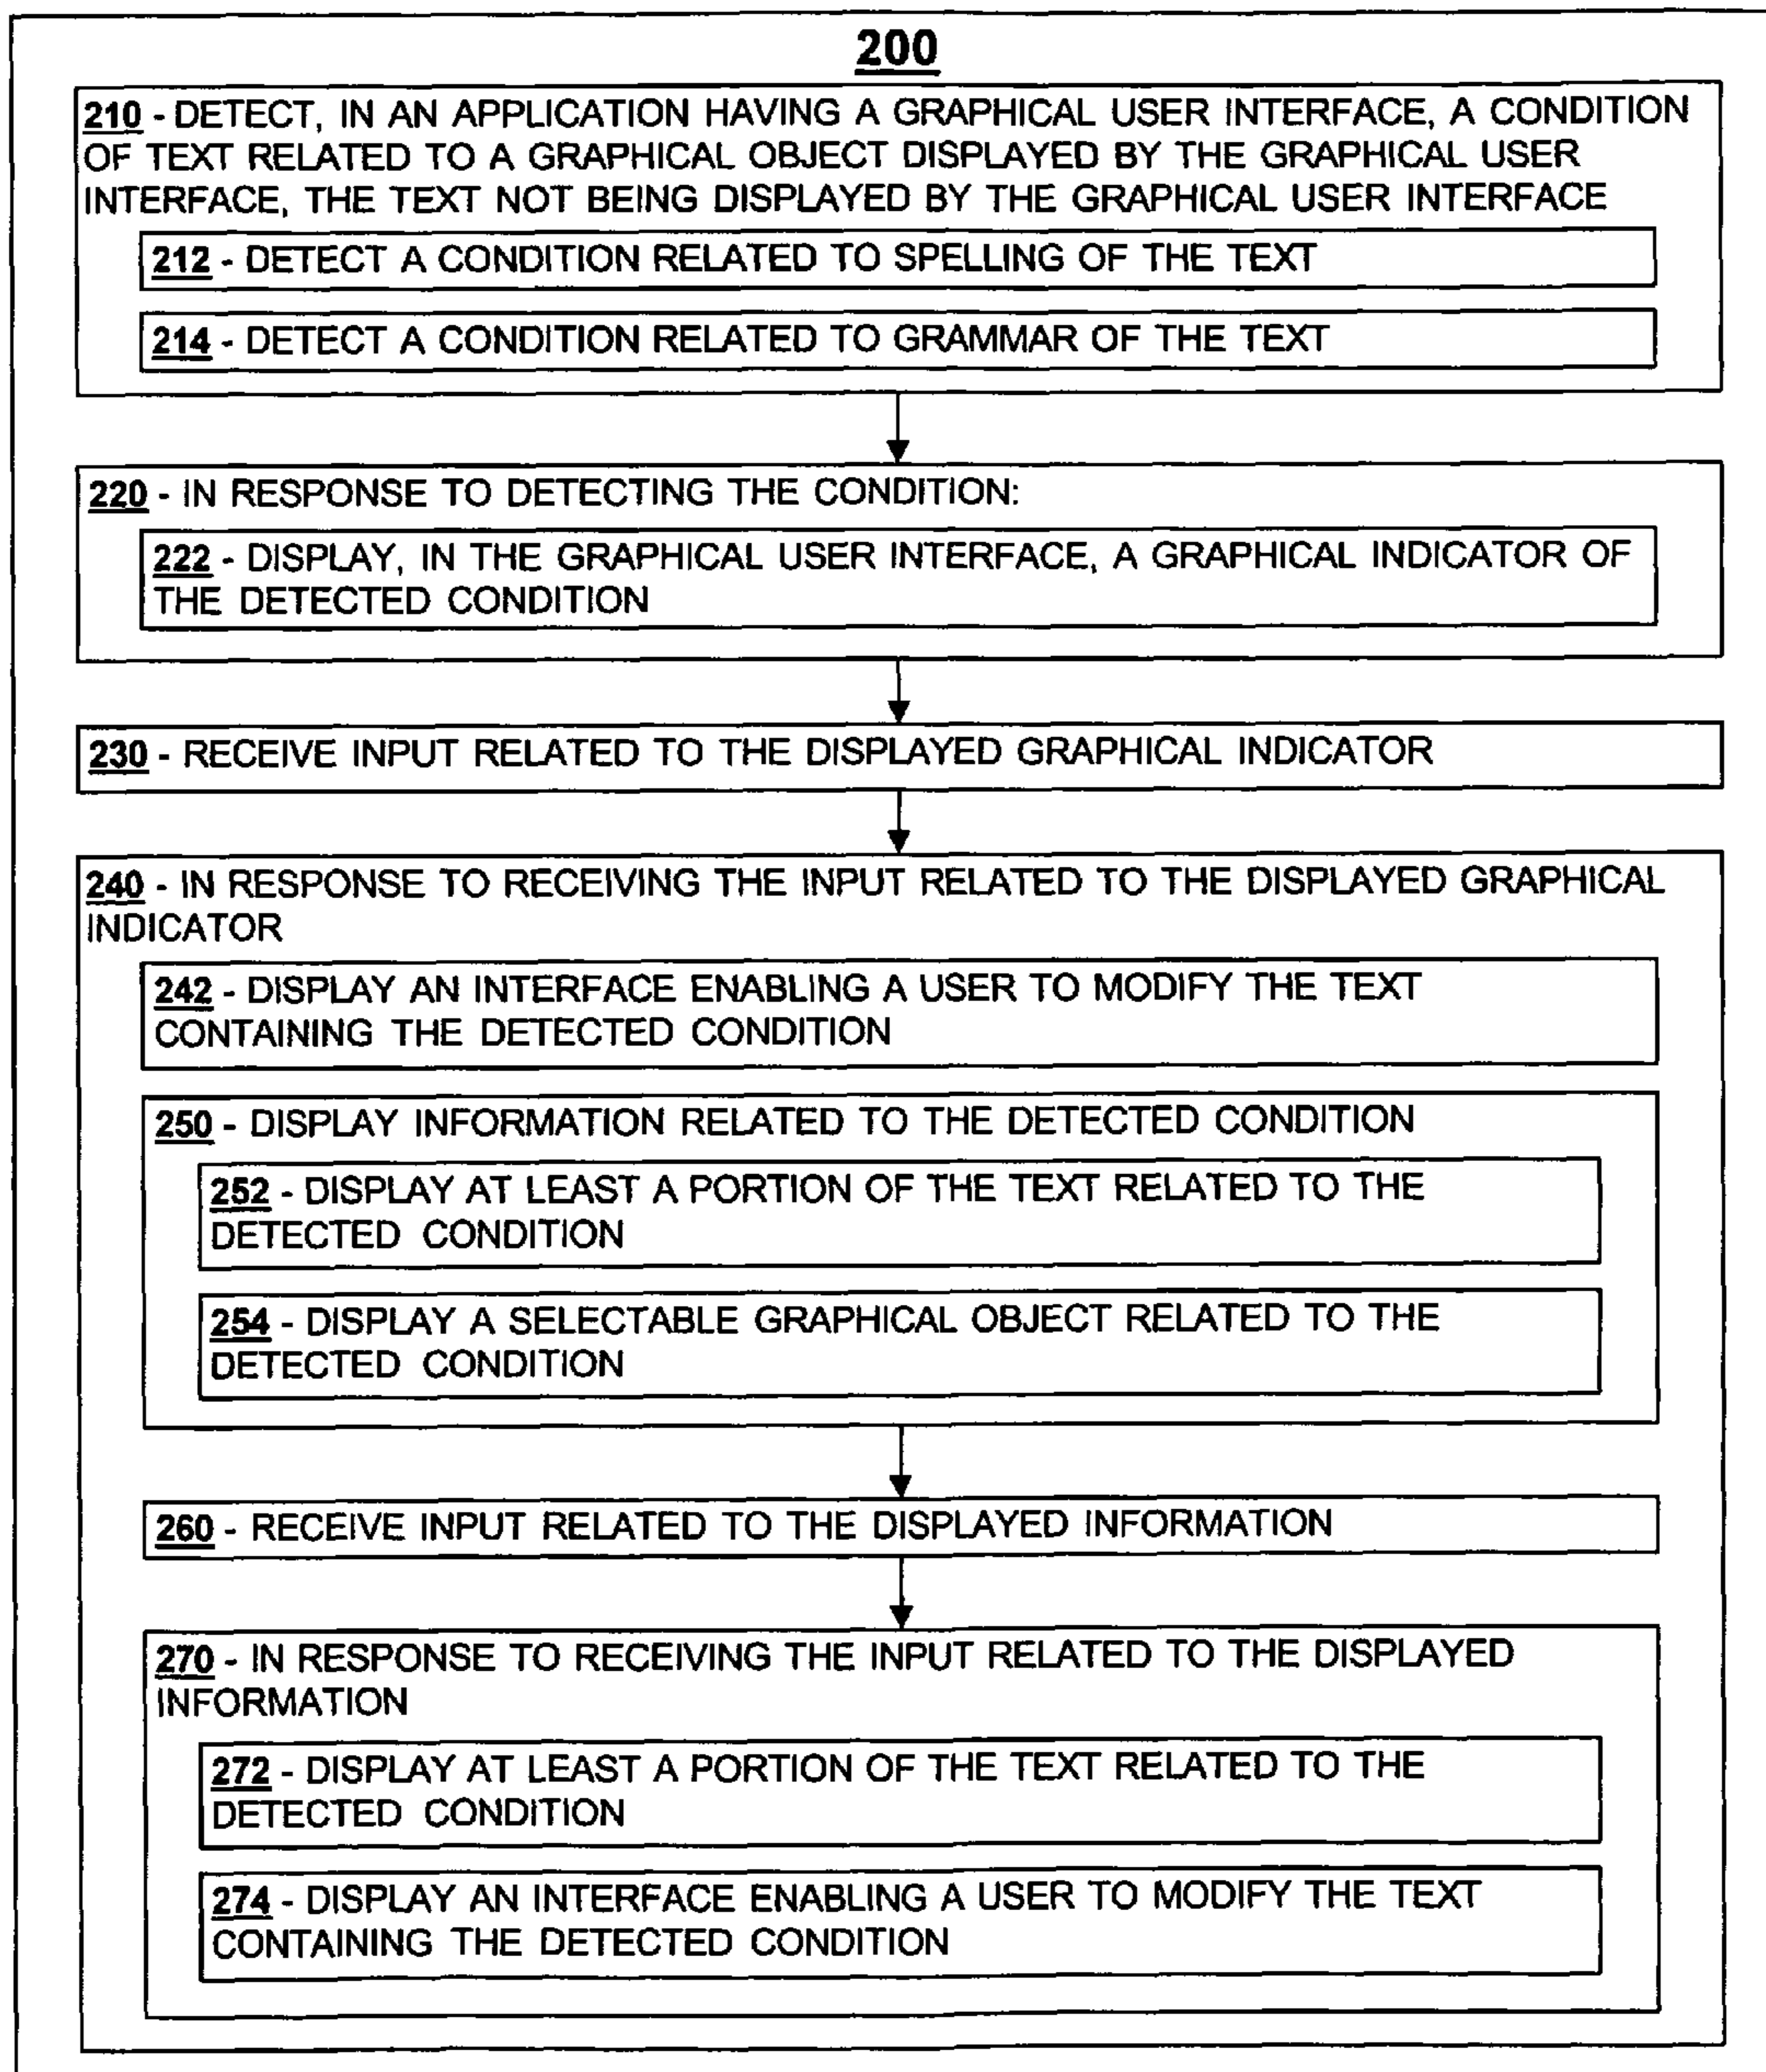 200
210 - DETECT, IN AN APPLICATION HAVING A GRAPHICAL USER INTERFACE, A CONDITION
OF TEXT RELATED TO A GRAPHICAL OBJECT DISPLAYED BY THE GRAPHICAL USER
INTERFACE, THE TEXT NOT BEING DISPLAYED BY THE GRAPHICAL USER INTERFACE
212 - DETECT A CONDITION RELATED TO SPELLING OF THE TEXT
214 - DETECT A CONDITION RELATED TO GRAMMAR OF THE TEXT
220 - IN RESPONSE TO DETECTING THE CONDITION:
222 - DISPLAY, IN THE GRAPHICAL USER INTERFACE, A GRAPHICAL INDICATOR OF
THE DETECTED CONDITION
230 - RECEIVE INPUT RELATED TO THE DISPLAYED GRAPHICAL INDICATOR
240 - IN RESPONSE TO RECEIVING THE INPUT RELATED TO THE DISPLAYED GRAPHICAL
INDICATOR
242 - DISPLAY AN INTERFACE ENABLING A USER TO MODIFY THE TEXT
CONTAINING THE DETECTED CONDITION
250 - DISPLAY INFORMATION RELATED TO THE DETECTED CONDITION
252 - DISPLAY AT LEAST A PORTION OF THE TEXT RELATED TO THE
DETECTED CONDITION
254 - DISPLAY A SELECTABLE GRAPHICAL OBJECT RELATED TO THE
DETECTED CONDITION
260 - RECEIVE INPUT RELATED TO THE DISPLAYED INFORMATION
270 - IN RESPONSE TO RECEIVING THE INPUT RELATED TO THE DISPLAYED
INFORMATION
272 - DISPLAY AT LEAST A PORTION OF THE TEXT RELATED TO THE
DETECTED CONDITION
274 - DISPLAY AN INTERFACE ENABLING A USER TO MODIFY THE TEXT
CONTAINING THE DETECTED CONDITION